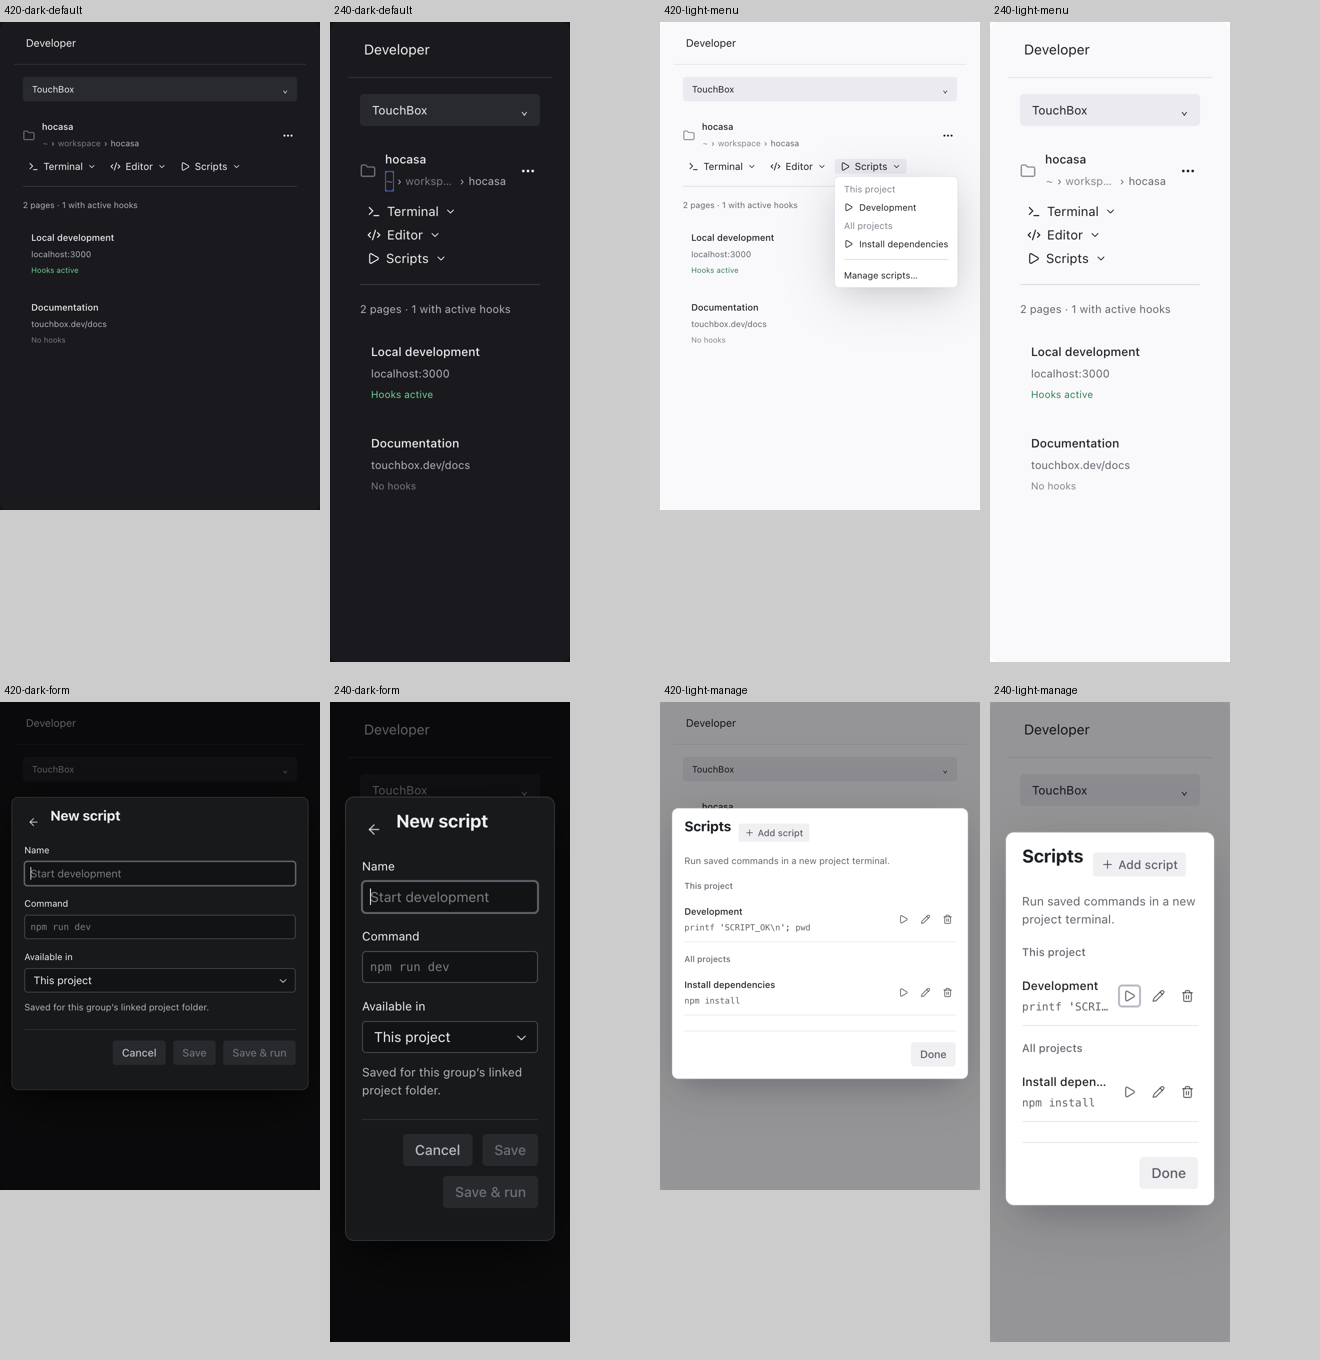 420-dark-default
Developer
TouchBox
hocasa
~ › workspace › hocasa
Terminal
Editor
Scripts
2 pages · 1 with active hooks
Local development
localhost:3000
Hooks active
Documentation
touchbox.dev/docs
No hooks
240-dark-default
Developer
TouchBox
hocasa
~ › worksp... › hocasa
Terminal
Editor
Scripts
2 pages · 1 with active hooks
Local development
localhost:3000
Hooks active
Documentation
touchbox.dev/docs
No hooks
420-light-menu
Developer
TouchBox
hocasa
~ › workspace › hocasa
Terminal
Editor
Scripts
This project
Development
All projects
Install dependencies
Manage scripts...
2 pages · 1 with active hooks
Local development
localhost:3000
Hooks active
Documentation
touchbox.dev/docs
No hooks
240-light-menu
Developer
TouchBox
hocasa
~ › worksp... › hocasa
Terminal
Editor
Scripts
2 pages · 1 with active hooks
Local development
localhost:3000
Hooks active
Documentation
touchbox.dev/docs
No hooks
420-dark-form
Developer
TouchBox
New script
Name
Start development
Command
npm run dev
Available in
This project
Saved for this group's linked project folder.
Cancel
Save
Save & run
240-dark-form
Developer
TouchBox
New script
Name
Start development
Command
npm run dev
Available in
This project
Saved for this group's linked
project folder.
Cancel
Save
Save & run
420-light-manage
Developer
TouchBox
hocasa
Scripts
+ Add script
Run saved commands in a new project terminal.
This project
Development
printf 'SCRIPT_OK\n'; pwd
All projects
Install dependencies
npm install
Done
240-light-manage
Developer
TouchBox
Scripts
+ Add script
Run saved commands in a new
project terminal.
This project
Development
printf 'SCRI...
All projects
Install depen...
npm install
Done